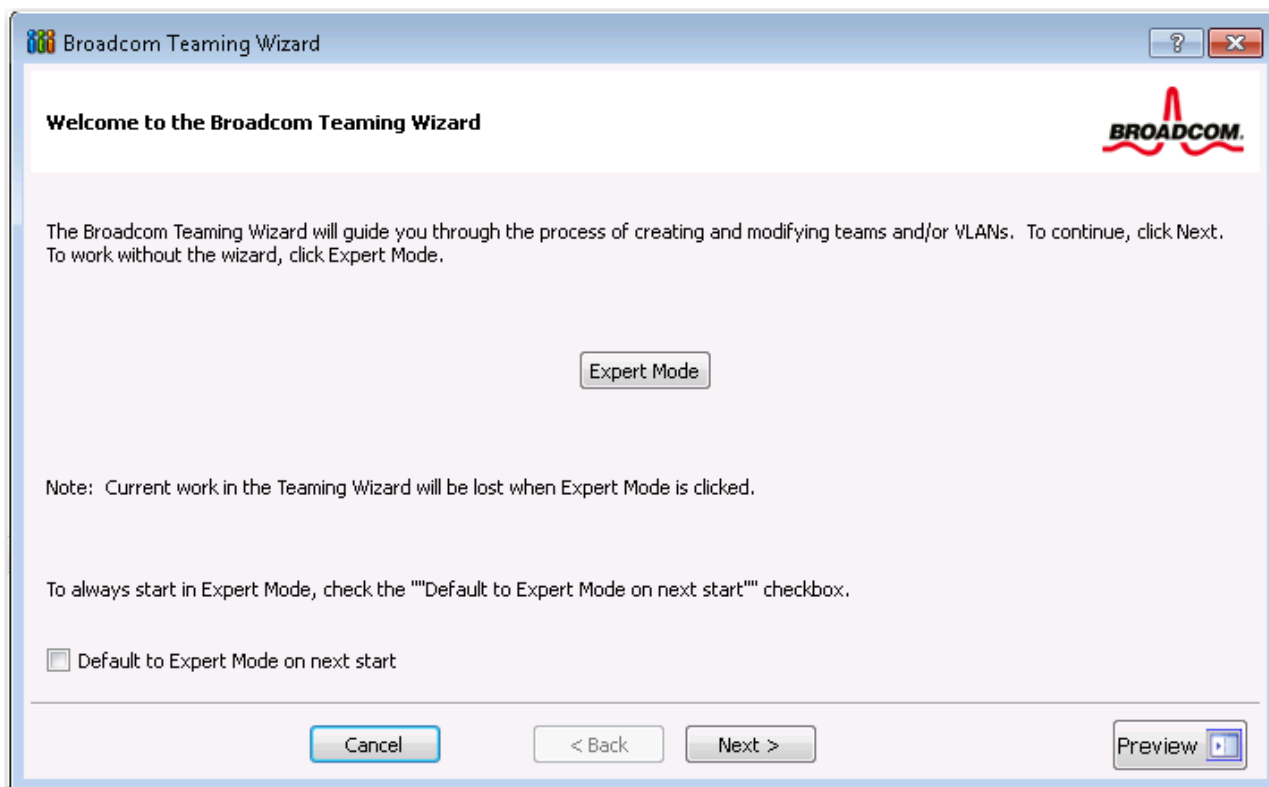 Broadcom Teaming Wizard
?
Welcome to the Broadcom Teaming Wizard
BROADCOM.
The Broadcom Teaming Wizard will guide you through the process of creating and modifying teams and/or VLANs.  To continue, click Next.
To work without the wizard, click Expert Mode.
Expert Mode
Note:  Current work in the Teaming Wizard will be lost when Expert Mode is clicked.
To always start in Expert Mode, check the ""Default to Expert Mode on next start"" checkbox.
Default to Expert Mode on next start
Cancel
< Back
Next >
Preview